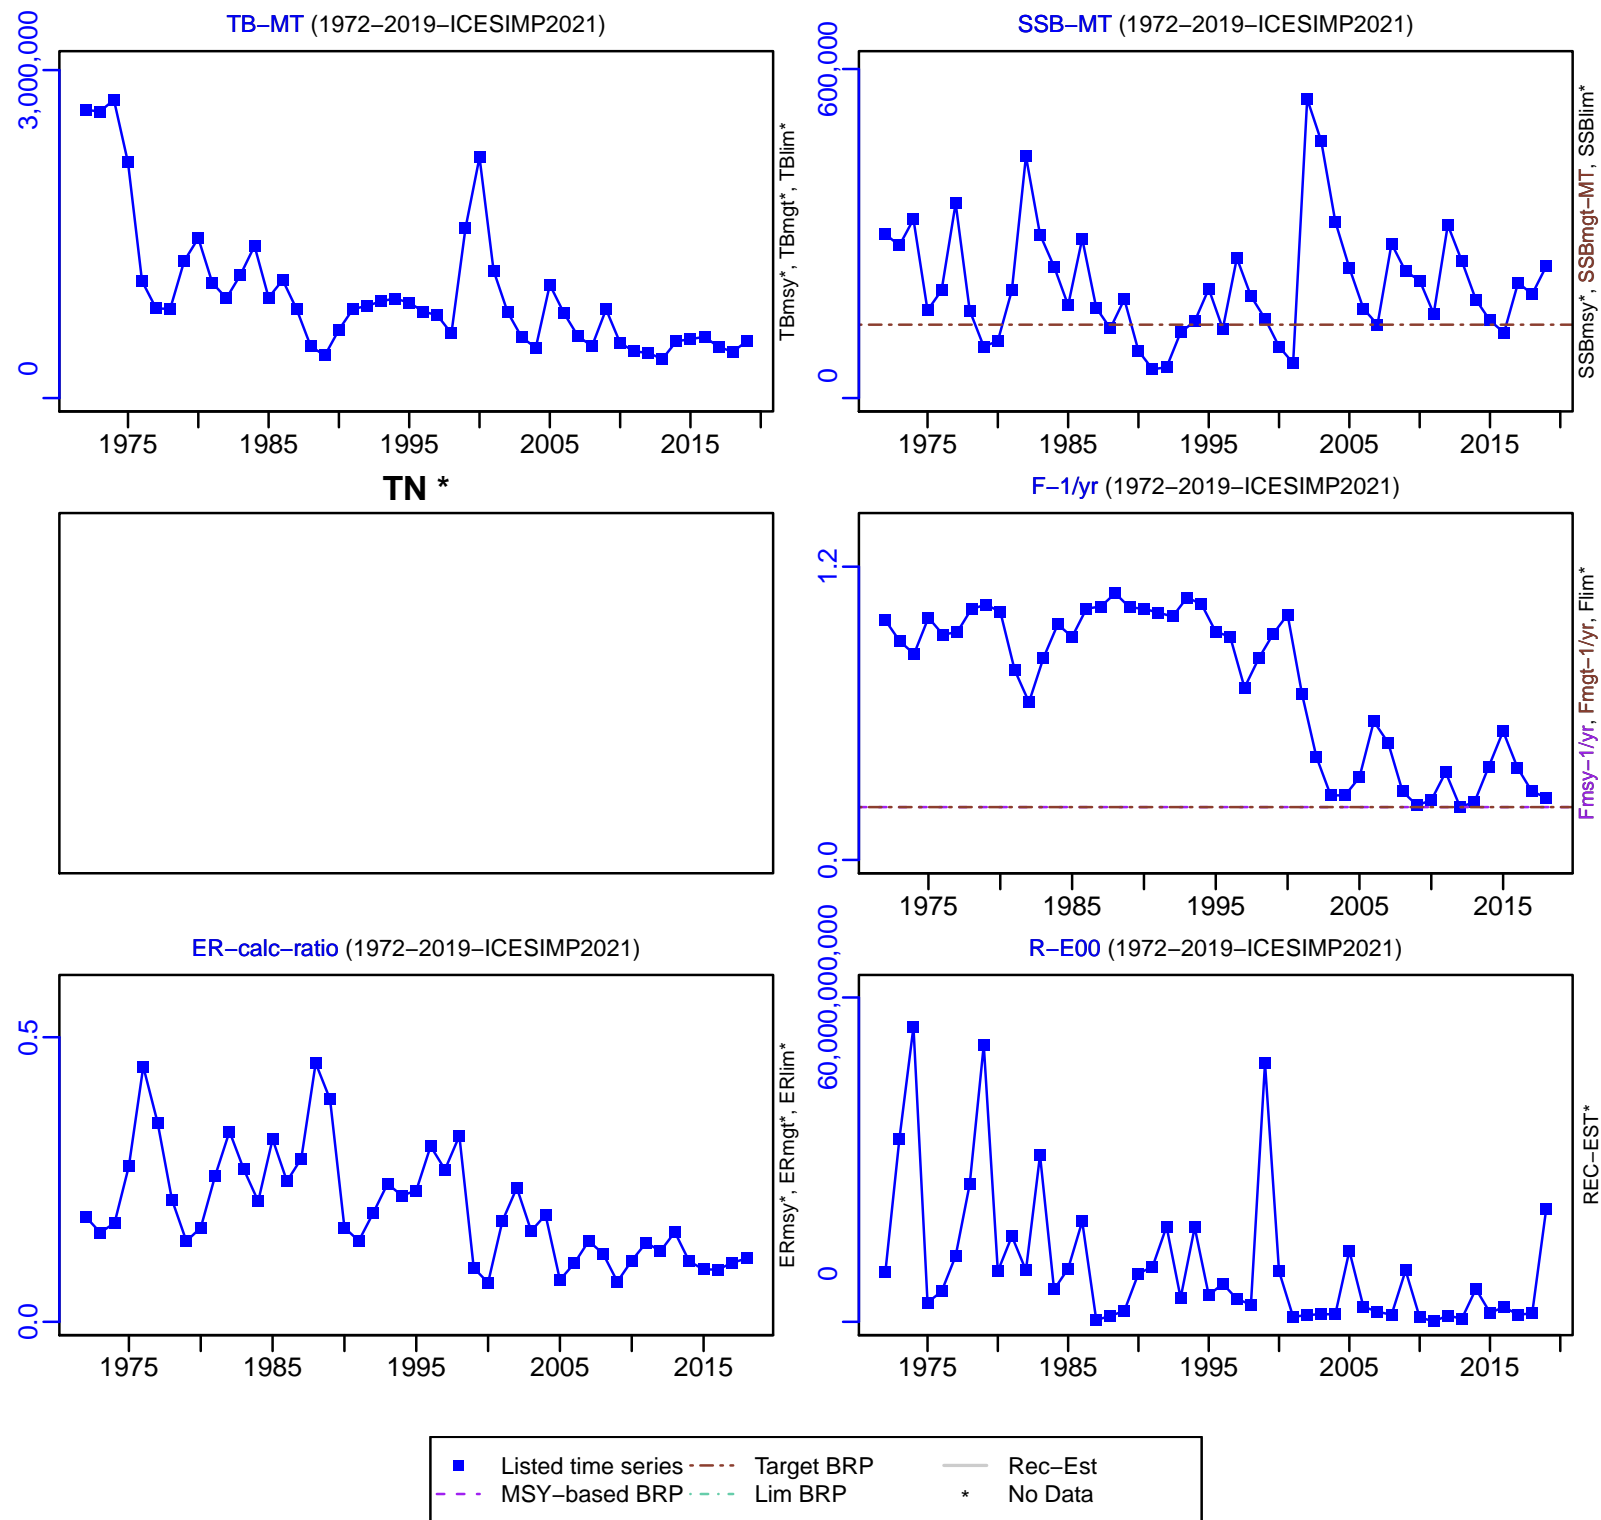 TB−MT (1972−2019−ICESIMP2021)
3,000,000
0
1975 1985 1995 2005 2015
TBmsy*, TBmgt*, TBlim*
SSB−MT (1972−2019−ICESIMP2021)
600,000
0
1975 1985 1995 2005 2015
SSBmsy*, SSBmgt−MT, SSBlim*
TN *
F−1/yr (1972−2019−ICESIMP2021)
1.2
0.0
1975 1985 1995 2005 2015
Fmsy−1/yr, Fmgt−1/yr, Flim*
ER−calc−ratio (1972−2019−ICESIMP2021)
0.5
0.0
1975 1985 1995 2005 2015
ERmsy*, ERmgt*, ERlim*
R−E00 (1972−2019−ICESIMP2021)
60,000,000,000
0
1975 1985 1995 2005 2015
REC−EST*
Listed time series Target BRP Rec−Est
MSY−based BRP Lim BRP * No Data